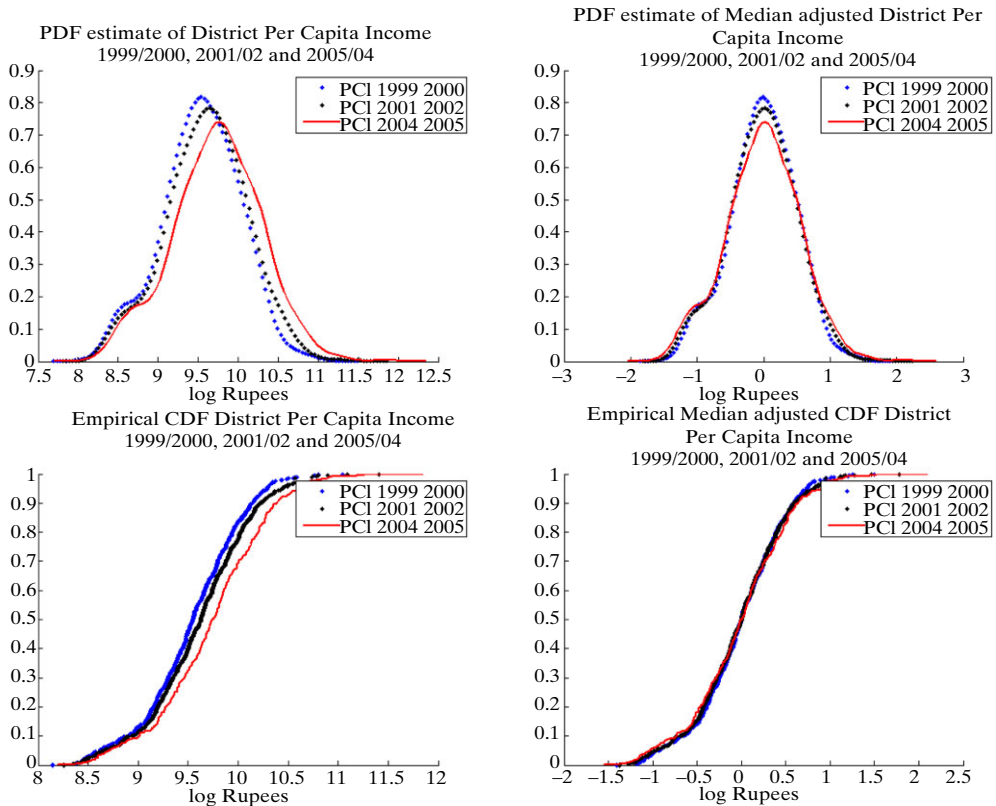 PDF estimate of District Per Capita Income
1999/2000, 2001/02 and 2005/04
0.9
0.8
0.7
0.6
0.5
0.4
0.3
0.2
0.1
0
PCl 1999 2000
PCl 2001 2002
PCl 2004 2005
7.5 8 8.5 9 9.5 10 10.5 11 11.5 12 12.5
log Rupees
PDF estimate of Median adjusted District Per
Capita Income
1999/2000, 2001/02 and 2005/04
0.9
0.8
0.7
0.6
0.5
0.4
0.3
0.2
0.1
0
PCl 1999 2000
PCl 2001 2002
PCl 2004 2005
−3 −2 −1 0 1 2 3
log Rupees
Empirical CDF District Per Capita Income
1999/2000, 2001/02 and 2005/04
1
0.9
0.8
0.7
0.6
0.5
0.4
0.3
0.2
0.1
0
PCl 1999 2000
PCl 2001 2002
PCl 2004 2005
8 8.5 9 9.5 10 10.5 11 11.5 12
log Rupees
Empirical Median adjusted CDF District
Per Capita Income
1999/2000, 2001/02 and 2005/04
1
0.9
0.8
0.7
0.6
0.5
0.4
0.3
0.2
0.1
0
PCl 1999 2000
PCl 2001 2002
PCl 2004 2005
−2 −1.5 −1 −0.5 0 0.5 1 1.5 2 2.5
log Rupees